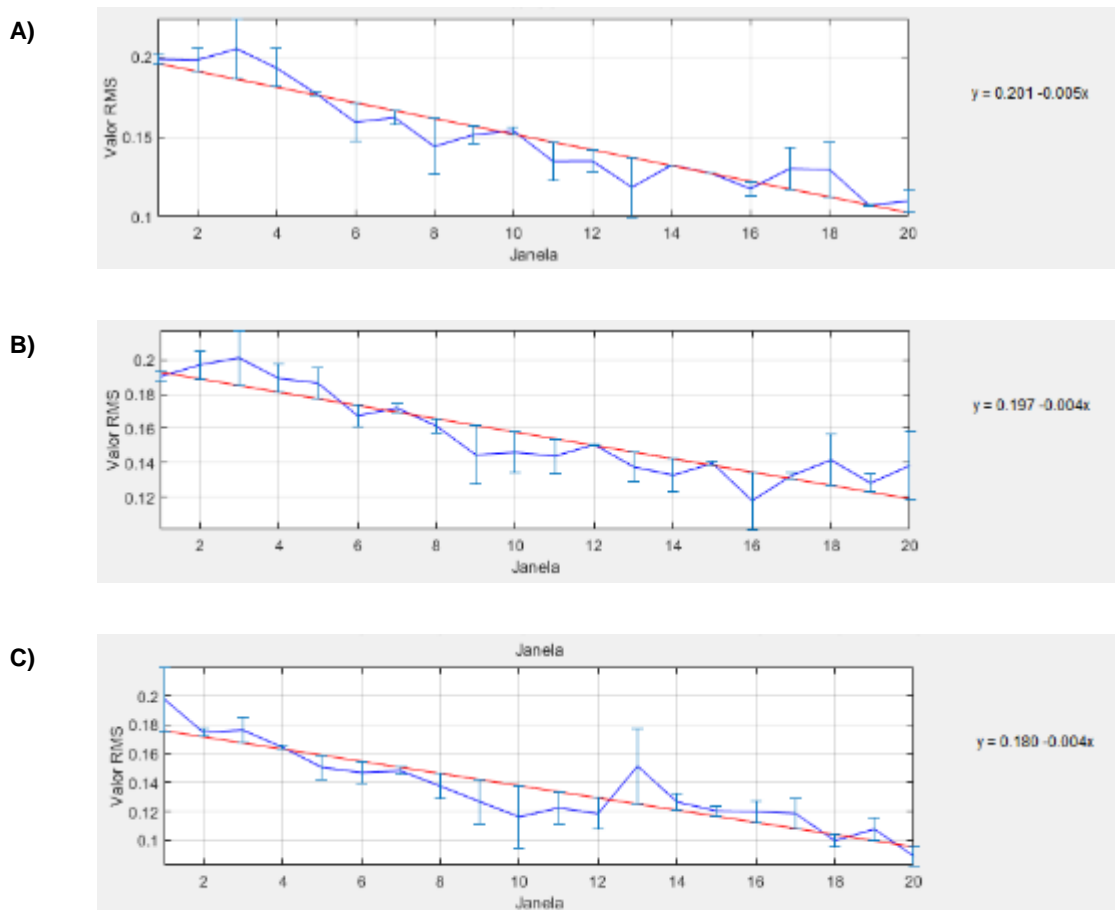 A)
Valor RMS
0.2
0.15
0.1
2 4 6 8 10 12 14 16 18 20
Janela
y = 0.201 -0.005x
B)
Valor RMS
0.2
0.18
0.16
0.14
0.12
2 4 6 8 10 12 14 16 18 20
Janela
y = 0.197 -0.004x
C)
Janela
Valor RMS
0.2
0.18
0.16
0.14
0.12
0.1
2 4 6 8 10 12 14 16 18 20
Janela
y = 0.180 -0.004x